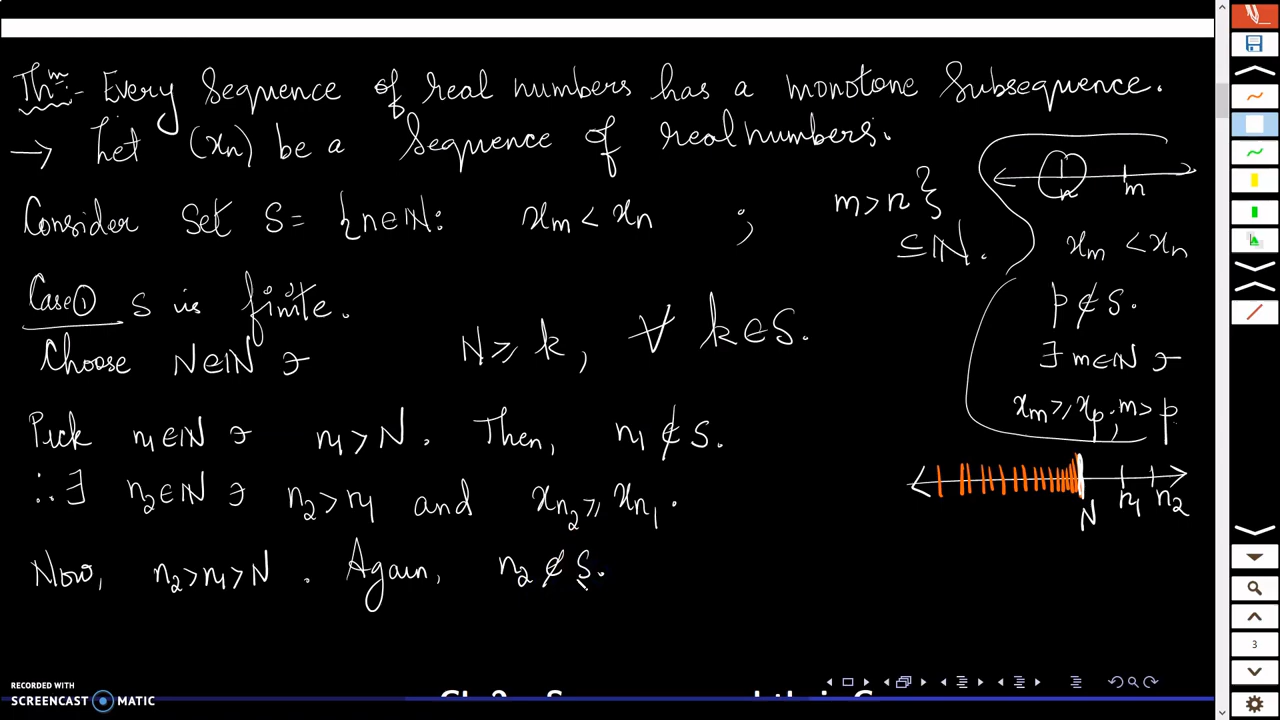 Thm:- Every Sequence of real numbers has a monotone Subsequence.
→ Let (xn) be a Sequence of real numbers.
Consider Set S = {n∈ℕ: xm < xn ; m>n}
⊆ℕ.
Case① S is finite.
Choose N∈ℕ ∋ N ≥ k, ∀ k∈S.
Pick n1∈ℕ ∋ n1 > N. Then, n1 ∉ S.
∴ ∃ n2∈ℕ ∋ n2 > n1 and xn2 ≥ xn1.
Now, n2 > n1 > N. Again, n2 ∉ S.
n m
xm < xn
p ∉ S.
∃ m∈ℕ ∋
xm ≥ xp; m > p
N n1 n2
3
RECORDED WITH
SCREENCAST MATIC